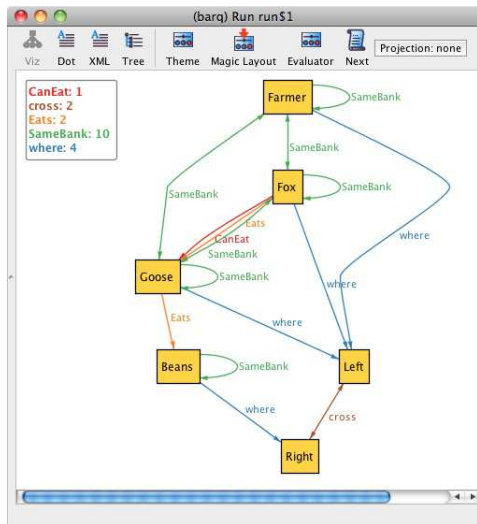 (barq) Run run$1
Viz Dot XML Tree Theme Magic Layout Evaluator Next Projection: none
CanEat: 1
cross: 2
Eats: 2
SameBank: 10
where: 4
Farmer
SameBank
SameBank
Fox
SameBank
SameBank
Eats
CanEat
where
SameBank
Goose
SameBank
where
where
Eats
Beans
SameBank
Left
where
cross
Right